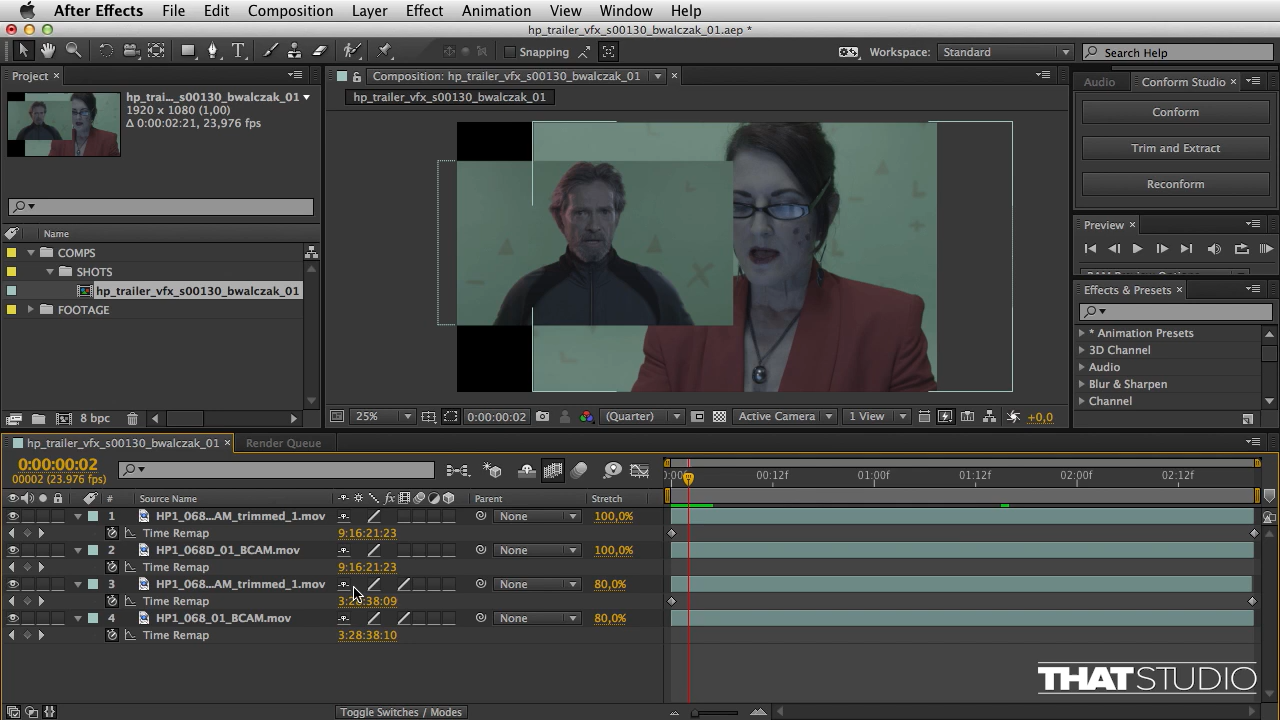 After Effects File Edit Composition Layer Effect Animation View Window Help
hp_trailer_vfx_s00130_bwalczak_01.aep *
Snapping Workspace: Standard Search Help
Project × Composition: hp_trailer_vfx_s00130_bwalczak_01 × Audio Conform Studio ×
hp_trai..._s00130_bwalczak_01
1920 x 1080 (1,00)
Δ 0:00:02:21, 23,976 fps
hp_trailer_vfx_s00130_bwalczak_01
Conform
Trim and Extract
Reconform
Preview ×
Name
COMPS
SHOTS
hp_trailer_vfx_s00130_bwalczak_01
FOOTAGE
Effects & Presets ×
* Animation Presets
3D Channel
Audio
Blur & Sharpen
Channel
8 bpc
25% 0:00:00:02 (Quarter) Active Camera 1 View +0,0
hp_trailer_vfx_s00130_bwalczak_01 × Render Queue
0:00:00:02
00002 (23.976 fps)
00:12f 01:00f 01:12f 02:00f 02:12f
# Source Name fx Parent Stretch
1 HP1_068...AM_trimmed_1.mov None 100,0%
Time Remap 9:16:21:23
2 HP1_068D_01_BCAM.mov None 100,0%
Time Remap 9:16:21:23
3 HP1_068...AM_trimmed_1.mov None 80,0%
Time Remap
4 HP1_068_01_BCAM.mov None 80,0%
Time Remap 3:28:38:10
THATSTUDIO
Toggle Switches / Modes